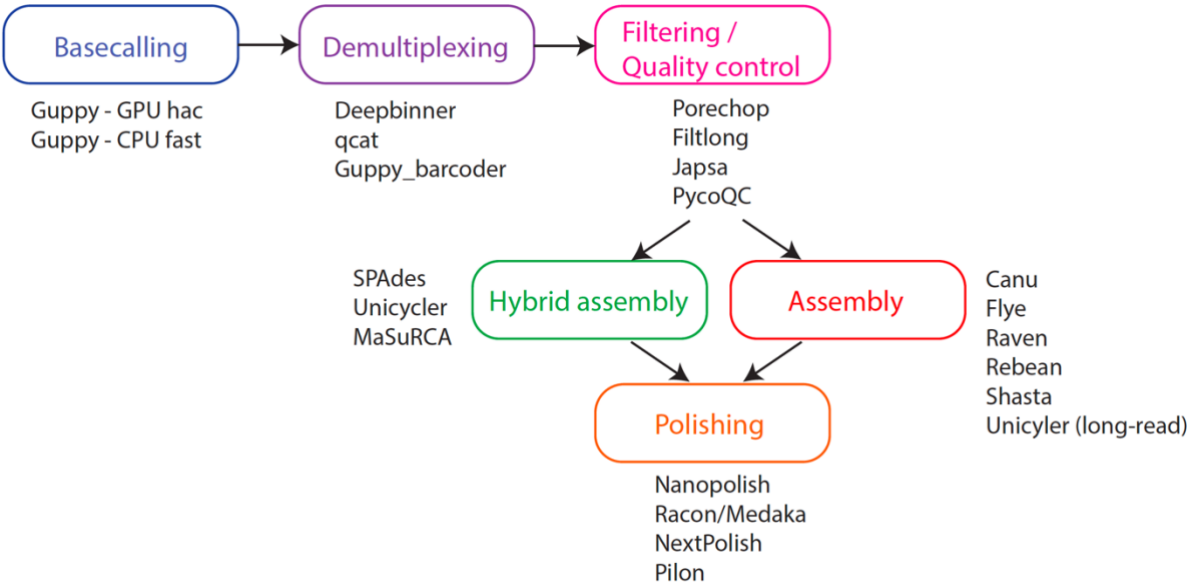 Basecalling
Guppy - GPU hac
Guppy - CPU fast
Demultiplexing
Deepbinner
qcat
Guppy_barcoder
Filtering /
Quality control
Porechop
Filtlong
Japsa
PycoQC
SPAdes
Unicycler
MaSuRCA
Hybrid assembly
Assembly
Canu
Flye
Raven
Rebean
Shasta
Unicyler (long-read)
Polishing
Nanopolish
Racon/Medaka
NextPolish
Pilon